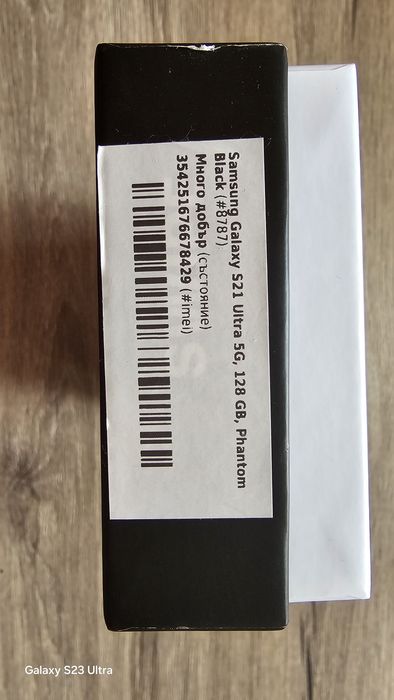 Samsung Galaxy S21 Ultra 5G, 128 GB, Phantom
Black (#8787)
Много добър (състояние)
354251676678429 (#imei)
Galaxy S23 Ultra